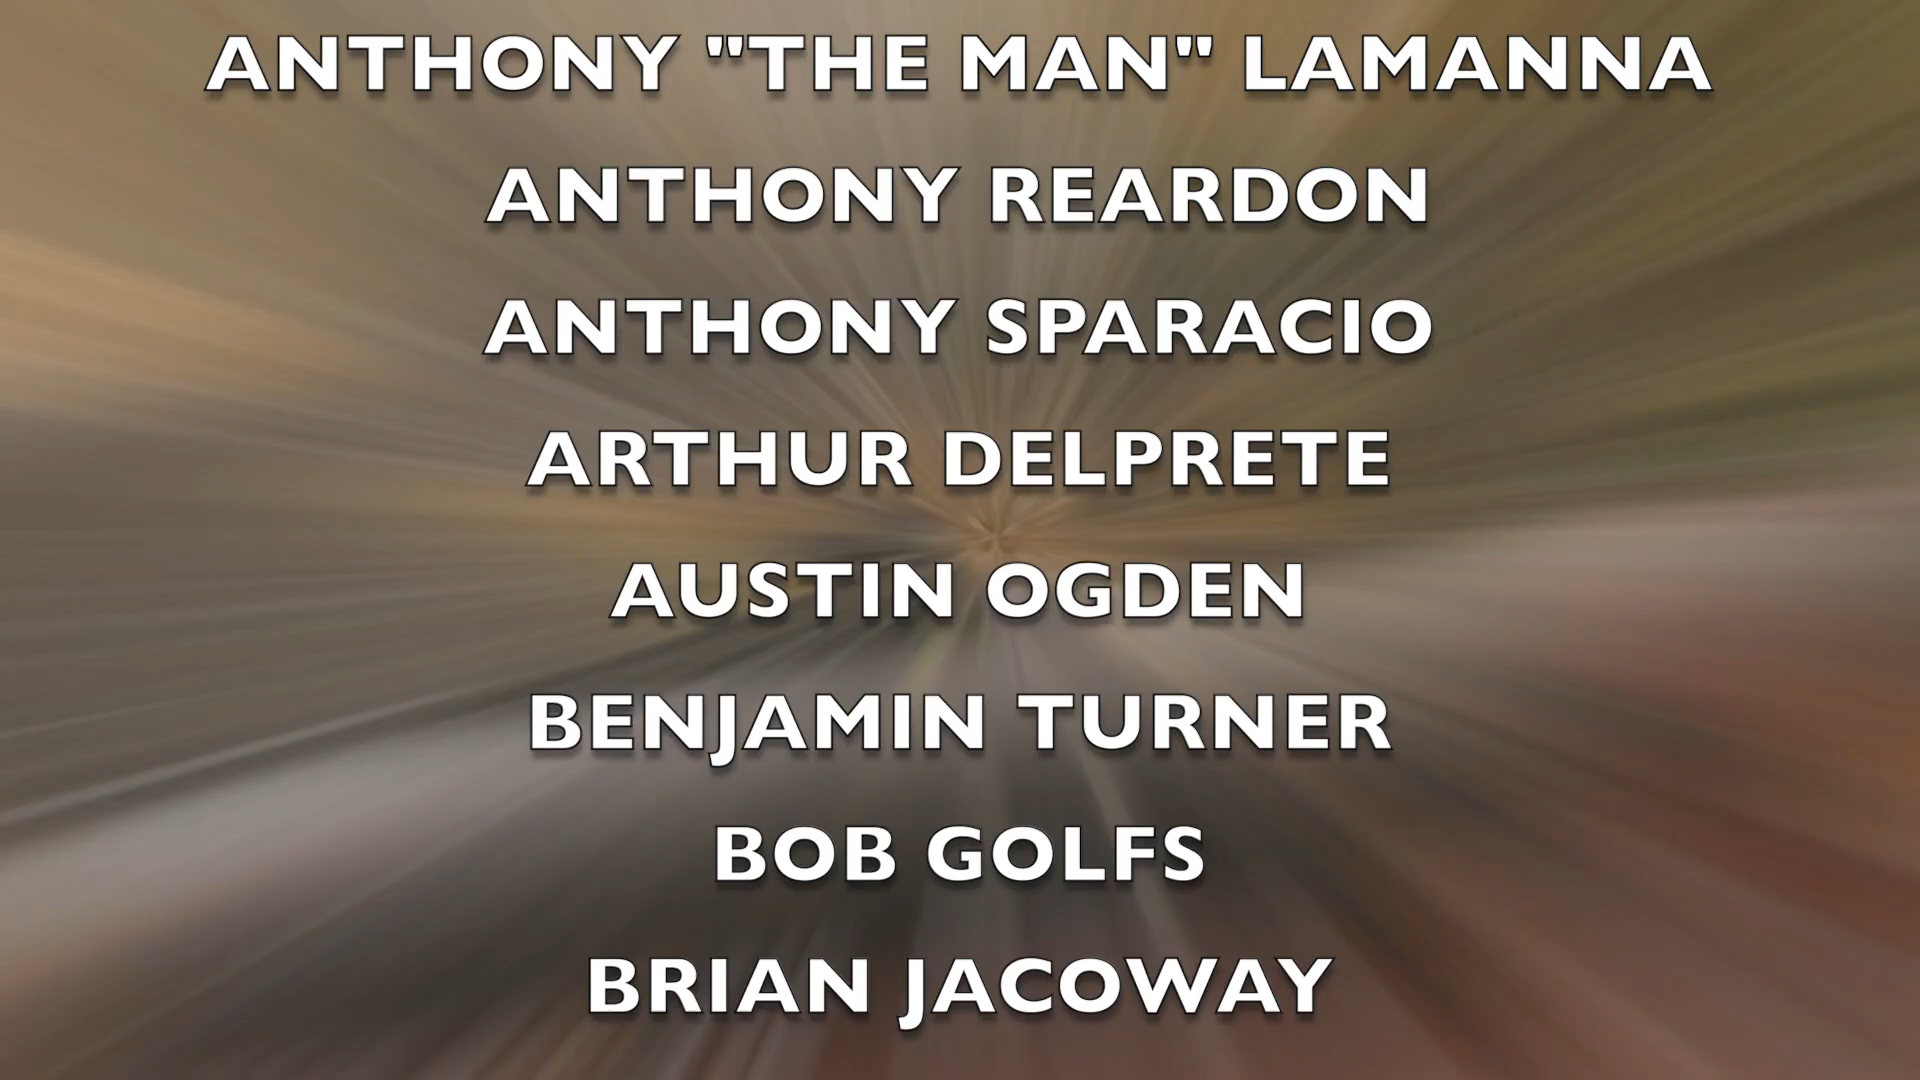 ANTHONY "THE MAN" LAMANNA
ANTHONY REARDON
ANTHONY SPARACIO
ARTHUR DELPRETE
AUSTIN OGDEN
BENJAMIN TURNER
BOB GOLFS
BRIAN JACOWAY